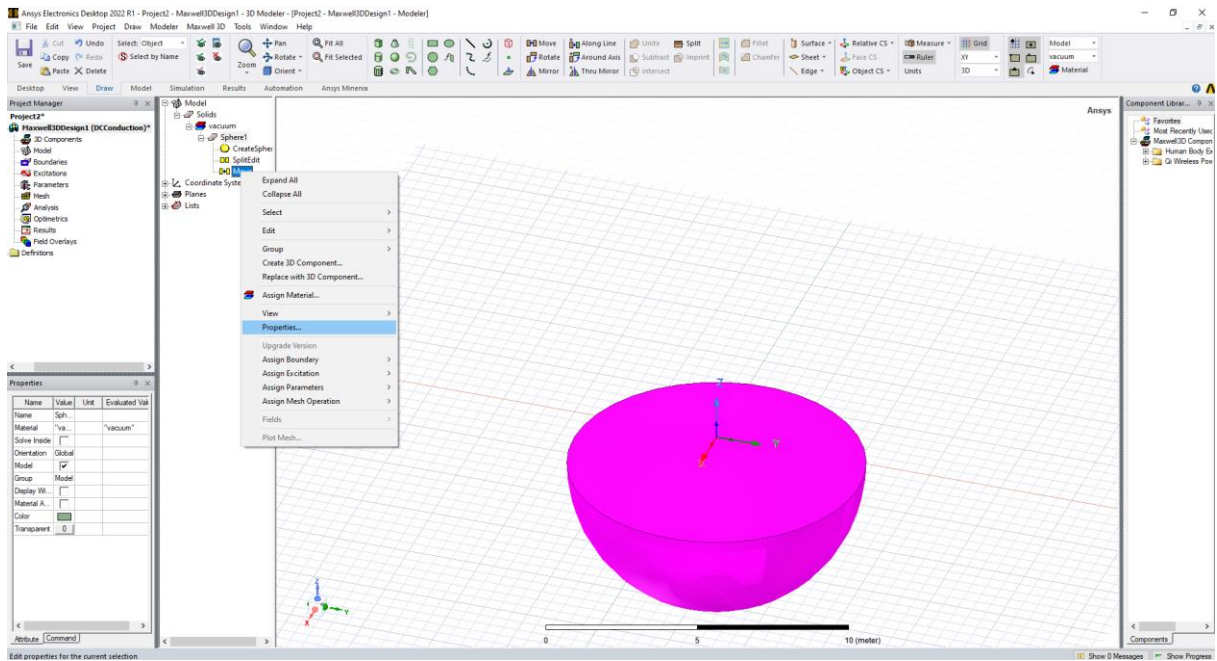 Ansys Electronics Desktop 2022 R1 - Project2 - Maxwell3DDesign1 - 3D Modeler - [Project2 - Maxwell3DDesign1 - Modeler]
File Edit View Project Draw Modeler Maxwell 3D Tools Window Help
Save
Cut
Copy
Paste
Undo
Redo
Delete
Select: Object
Select by Name
Zoom
Pan
Rotate
Orient
Fit All
Fit Selected
Move
Rotate
Mirror
Along Line
Around Axis
Thru Mirror
Unite
Subtract
Intersect
Split
Imprint
Fillet
Chamfer
Surface
Sheet
Edge
Relative CS
Face CS
Object CS
Measure
Ruler
Units
Grid
XY
3D
Model
vacuum
Material
Desktop View Draw Model Simulation Results Automation Ansys Minerva
Project Manager
Project2*
Maxwell3DDesign1 (DCConduction)*
3D Components
Model
Boundaries
Excitations
Parameters
Mesh
Analysis
Optimetrics
Results
Field Overlays
Definitions
Model
Solids
vacuum
Sphere1
CreateSpher
SplitEdit
Coordinate Syste
Planes
Lists
Expand All
Collapse All
Select
Edit
Group
Create 3D Component...
Replace with 3D Component...
Assign Material...
View
Properties...
Upgrade Version
Assign Boundary
Assign Excitation
Assign Parameters
Assign Mesh Operation
Fields
Plot Mesh...
Properties
Name Value Unit Evaluated Val
Name Sph...
Material "va... "vacuum"
Solve Inside
Orientation Global
Model
Group Model
Display Wi...
Material A...
Color
Transparent 0
Attribute Command
Ansys
Z
Y
X
Z
Y
X
0 5 10 (meter)
Component Librar...
Favorites
Most Recently Usec
Maxwell3D Compon
Human Body Ex
Qi Wireless Pow
Components
Edit properties for the current selection
Show 0 Messages Show Progress